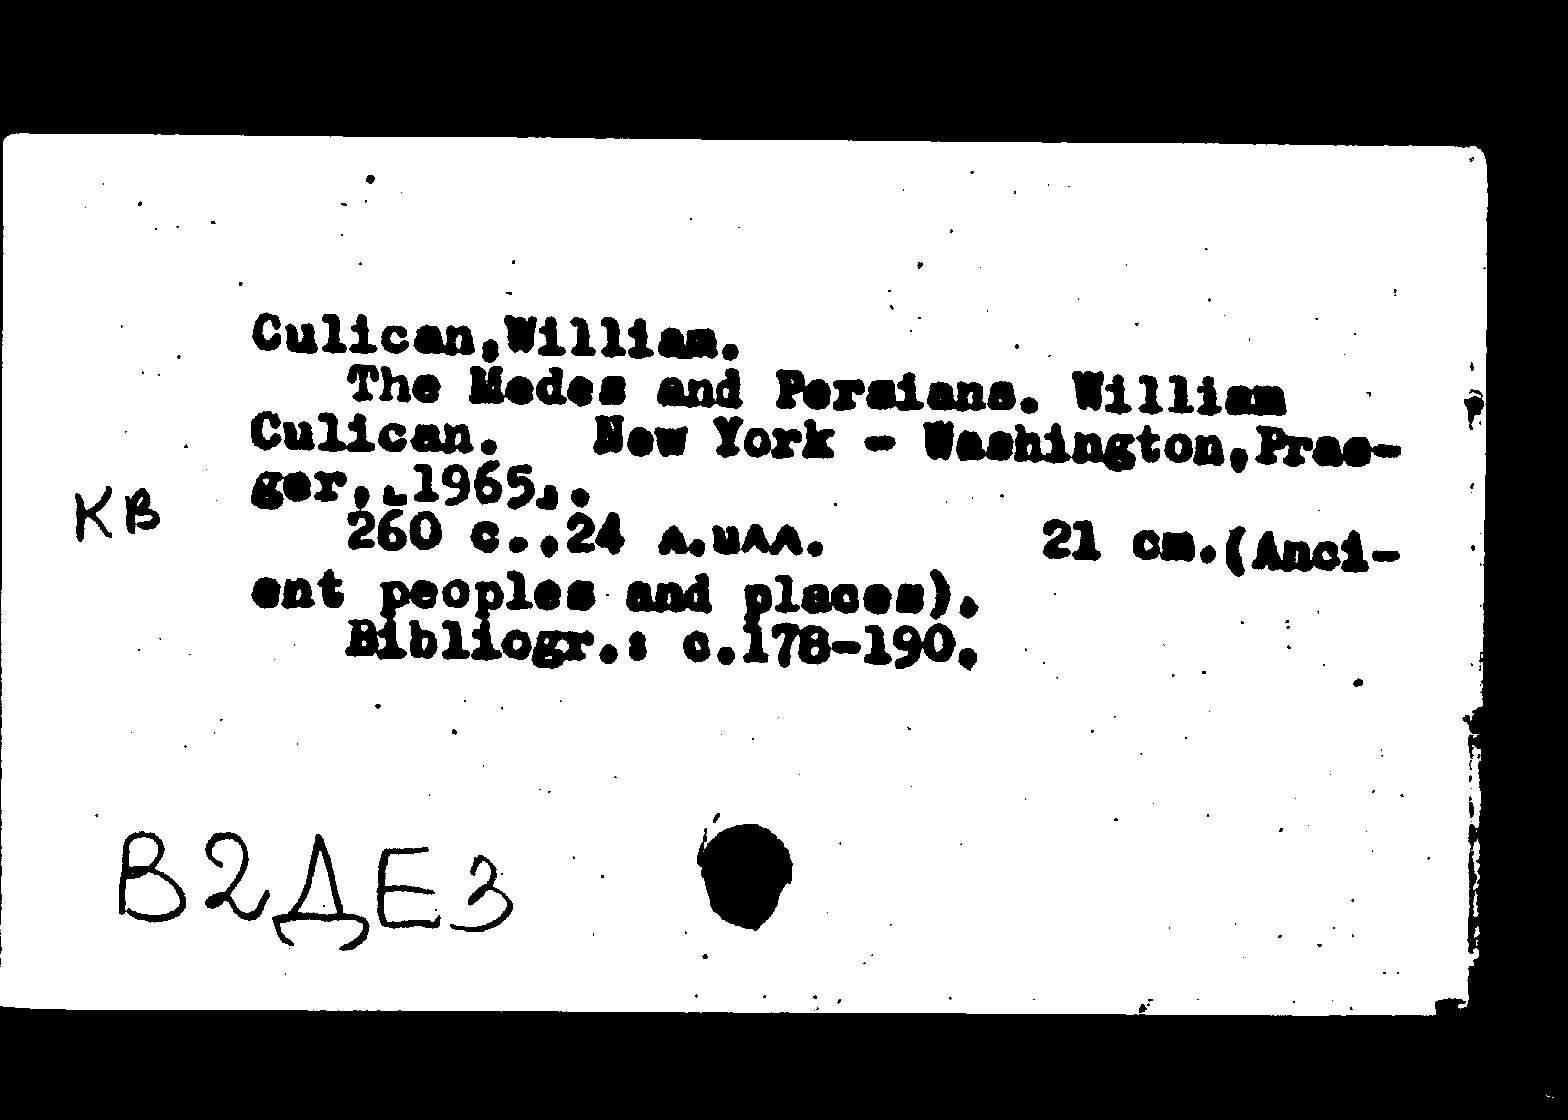 Culican,William.
The Medes and Persians. William
Culican. New York - Washington,Prae-
ger,[1965].
КВ
260 с.,24 л.илл. 21 cm.(Anci-
ent peoples and places).
Bibliogr.: с.178-190.
В2ДЕ3